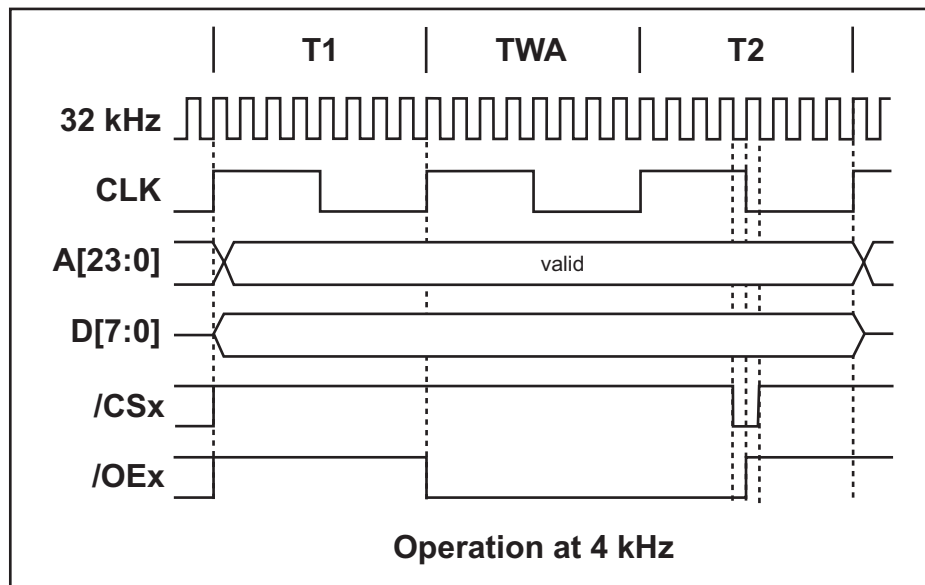 T1 TWA T2
32 kHz
CLK
A[23:0] valid
D[7:0]
/CSx
/OEx
Operation at 4 kHz